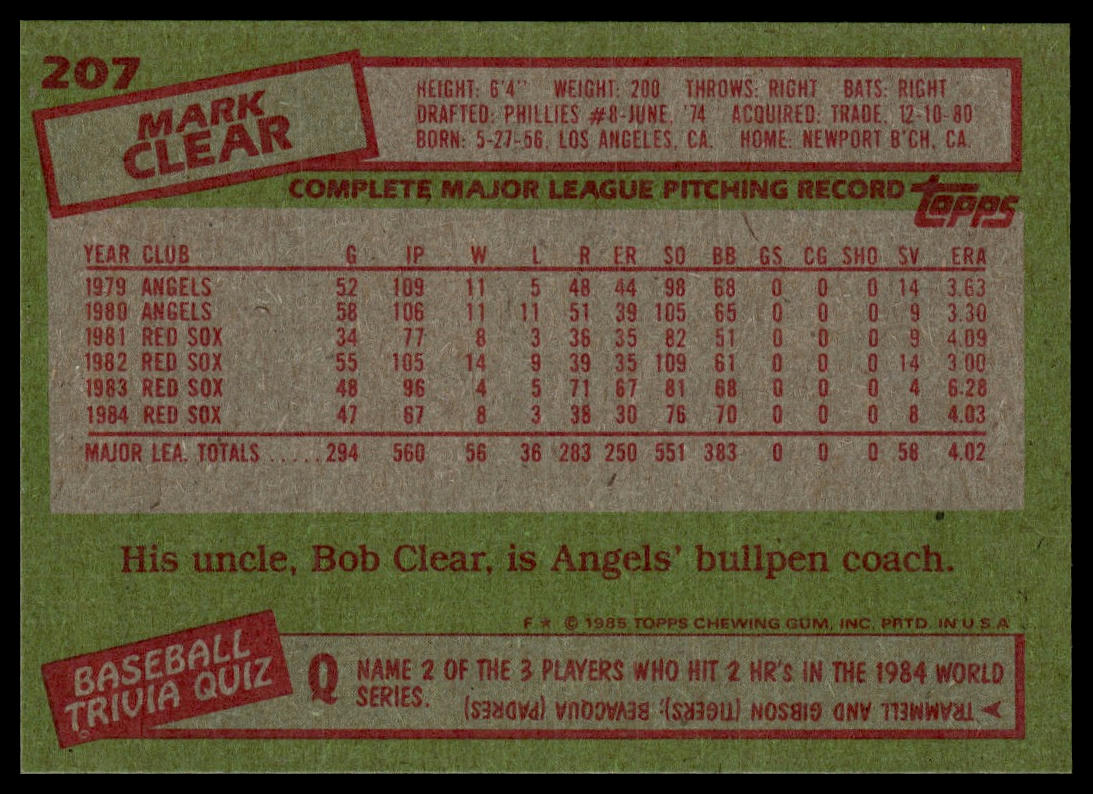 207
MARK
CLEAR
HEIGHT: 6'4" WEIGHT: 200 THROWS: RIGHT BATS: RIGHT
DRAFTED: PHILLIES #8-JUNE, '74 ACQUIRED: TRADE, 12-10-80
BORN: 5-27-56, LOS ANGELES, CA. HOME: NEWPORT B'CH, CA.
COMPLETE MAJOR LEAGUE PITCHING RECORD
topps
YEAR CLUB G IP W L R ER SO BB GS CG SHO SV ERA
1979 ANGELS 52 109 11 5 48 44 98 68 0 0 0 14 3.63
1980 ANGELS 58 106 11 11 51 39 105 65 0 0 0 9 3.30
1981 RED SOX 34 77 8 3 36 35 82 51 0 0 0 9 4.09
1982 RED SOX 55 105 14 9 39 35 109 61 0 0 0 14 3.00
1983 RED SOX 48 96 4 5 71 67 81 68 0 0 0 4 6.28
1984 RED SOX 47 67 8 3 38 30 76 70 0 0 0 8 4.03
MAJOR LEA. TOTALS ..... 294 560 56 36 283 250 551 383 0 0 0 58 4.02
His uncle, Bob Clear, is Angels' bullpen coach.
F* © 1985 TOPPS CHEWING GUM, INC. PRTD. IN U.S.A.
BASEBALL
TRIVIA QUIZ
Q NAME 2 OF THE 3 PLAYERS WHO HIT 2 HR'S IN THE 1984 WORLD
SERIES.
TRAMMELL AND GIBSON (TIGERS); BEVACQUA (PADRES)